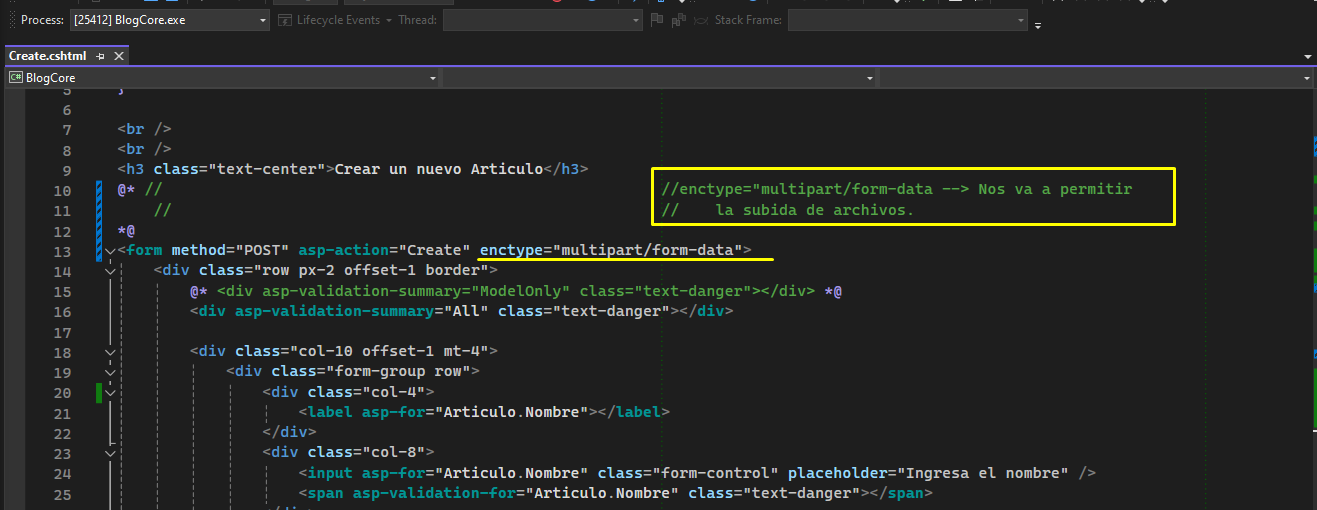 Process: [25412] BlogCore.exe Lifecycle Events Thread: Stack Frame:
Create.cshtml
C# BlogCore
5 }
6
7 <br />
8 <br />
9 <h3 class="text-center">Crear un nuevo Articulo</h3>
10 @* // //enctype="multipart/form-data --> Nos va a permitir
11 // // la subida de archivos.
12 *@
13 <form method="POST" asp-action="Create" enctype="multipart/form-data">
14 <div class="row px-2 offset-1 border">
15 @* <div asp-validation-summary="ModelOnly" class="text-danger"></div> *@
16 <div asp-validation-summary="All" class="text-danger"></div>
17
18 <div class="col-10 offset-1 mt-4">
19 <div class="form-group row">
20 <div class="col-4">
21 <label asp-for="Articulo.Nombre"></label>
22 </div>
23 <div class="col-8">
24 <input asp-for="Articulo.Nombre" class="form-control" placeholder="Ingresa el nombre" />
25 <span asp-validation-for="Articulo.Nombre" class="text-danger"></span>